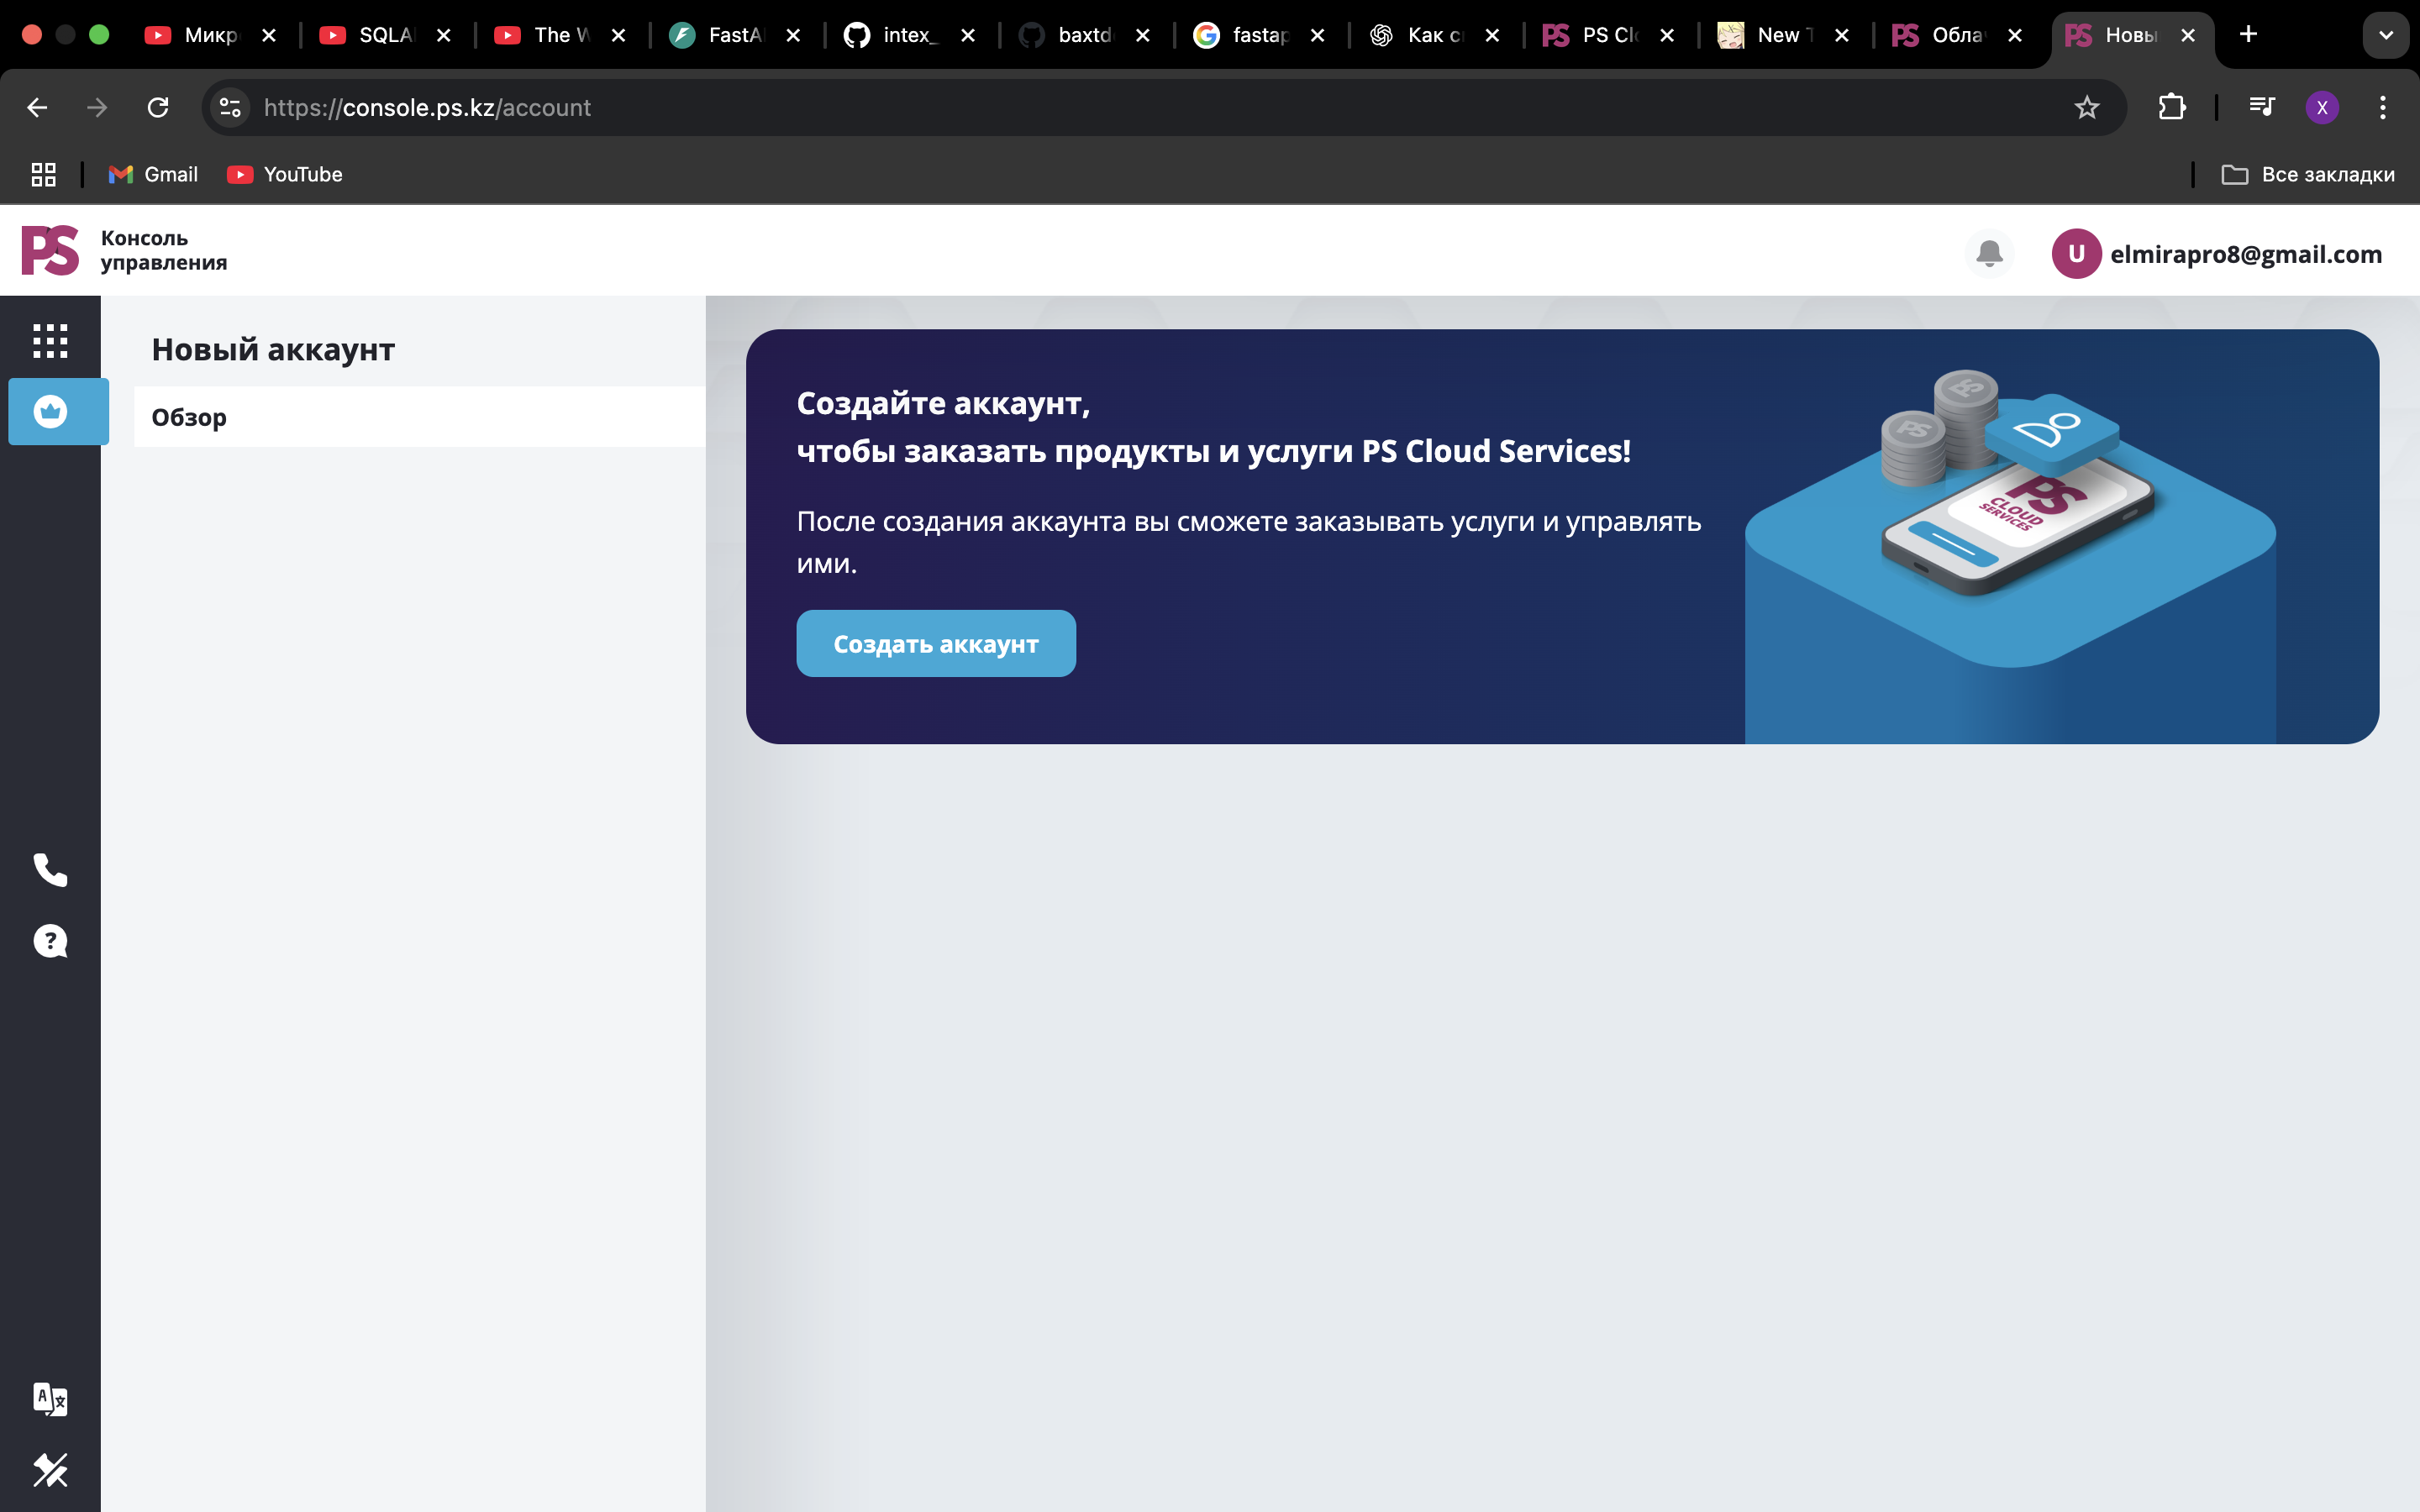 Микр
SQLA
The W
FastA
intex_
baxtd
fastap
Как с
PS Cl
New T
Обла
Новы
https://console.ps.kz/account
Gmail
YouTube
Все закладки
PS
Консоль
управления
U elmirapro8@gmail.com
Новый аккаунт
Обзор
Создайте аккаунт,
чтобы заказать продукты и услуги PS Cloud Services!
После создания аккаунта вы сможете заказывать услуги и управлять
ими.
Создать аккаунт
PS
PS
PS
CLOUD
SERVICES